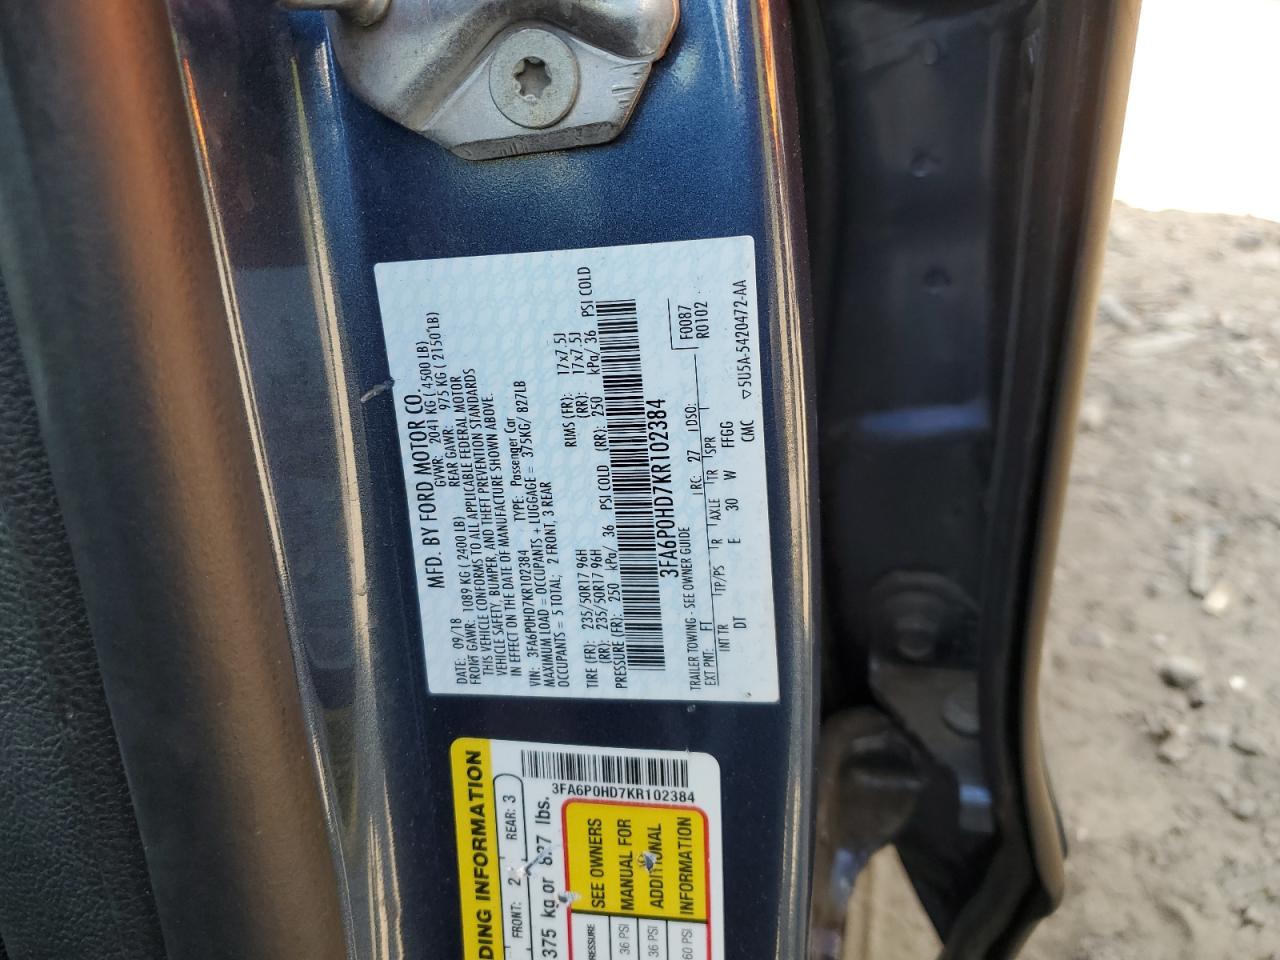 MFD. BY FORD MOTOR CO.
DATE: 09/18 GVWR: 2041 KG ( 4500 LB)
FRONT GAWR: 1089 KG ( 2400 LB) REAR GAWR: 975 KG ( 2150 LB)
THIS VEHICLE CONFORMS TO ALL APPLICABLE FEDERAL MOTOR
VEHICLE SAFETY, BUMPER, AND THEFT PREVENTION STANDARDS
IN EFFECT ON THE DATE OF MANUFACTURE SHOWN ABOVE.
VIN: 3FA6P0HD7KR102384 TYPE: Passenger Car
MAXIMUM LOAD = OCCUPANTS + LUGGAGE = 375KG/ 827LB
OCCUPANTS = 5 TOTAL: 2 FRONT, 3 REAR
TIRE (FR): 235/50R17 96H RIMS (FR): 17x7.5J
(RR): 235/50R17 96H (RR): 17x7.5J
PRESSURE (FR): 250 kPa/ 36 PSI COLD (RR): 250 kPa/ 36 PSI COLD
3FA6P0HD7KR102384
F0087
R0102
TRAILER TOWING - SEE OWNER GUIDE
EXT PNT: FT RC: 27 DSO:
INT TR TP/PS R AXLE TR SPR
DT E 30 W FFGG
CMC ▽5U5A-5420472-AA
DING INFORMATION
FRONT: 2 REAR: 3
375 kg or 827 lbs.
3FA6P0HD7KR102384
SEE OWNERS
MANUAL FOR
ADDITIONAL
INFORMATION
RESSURE
36 PSI
36 PSI
60 PSI